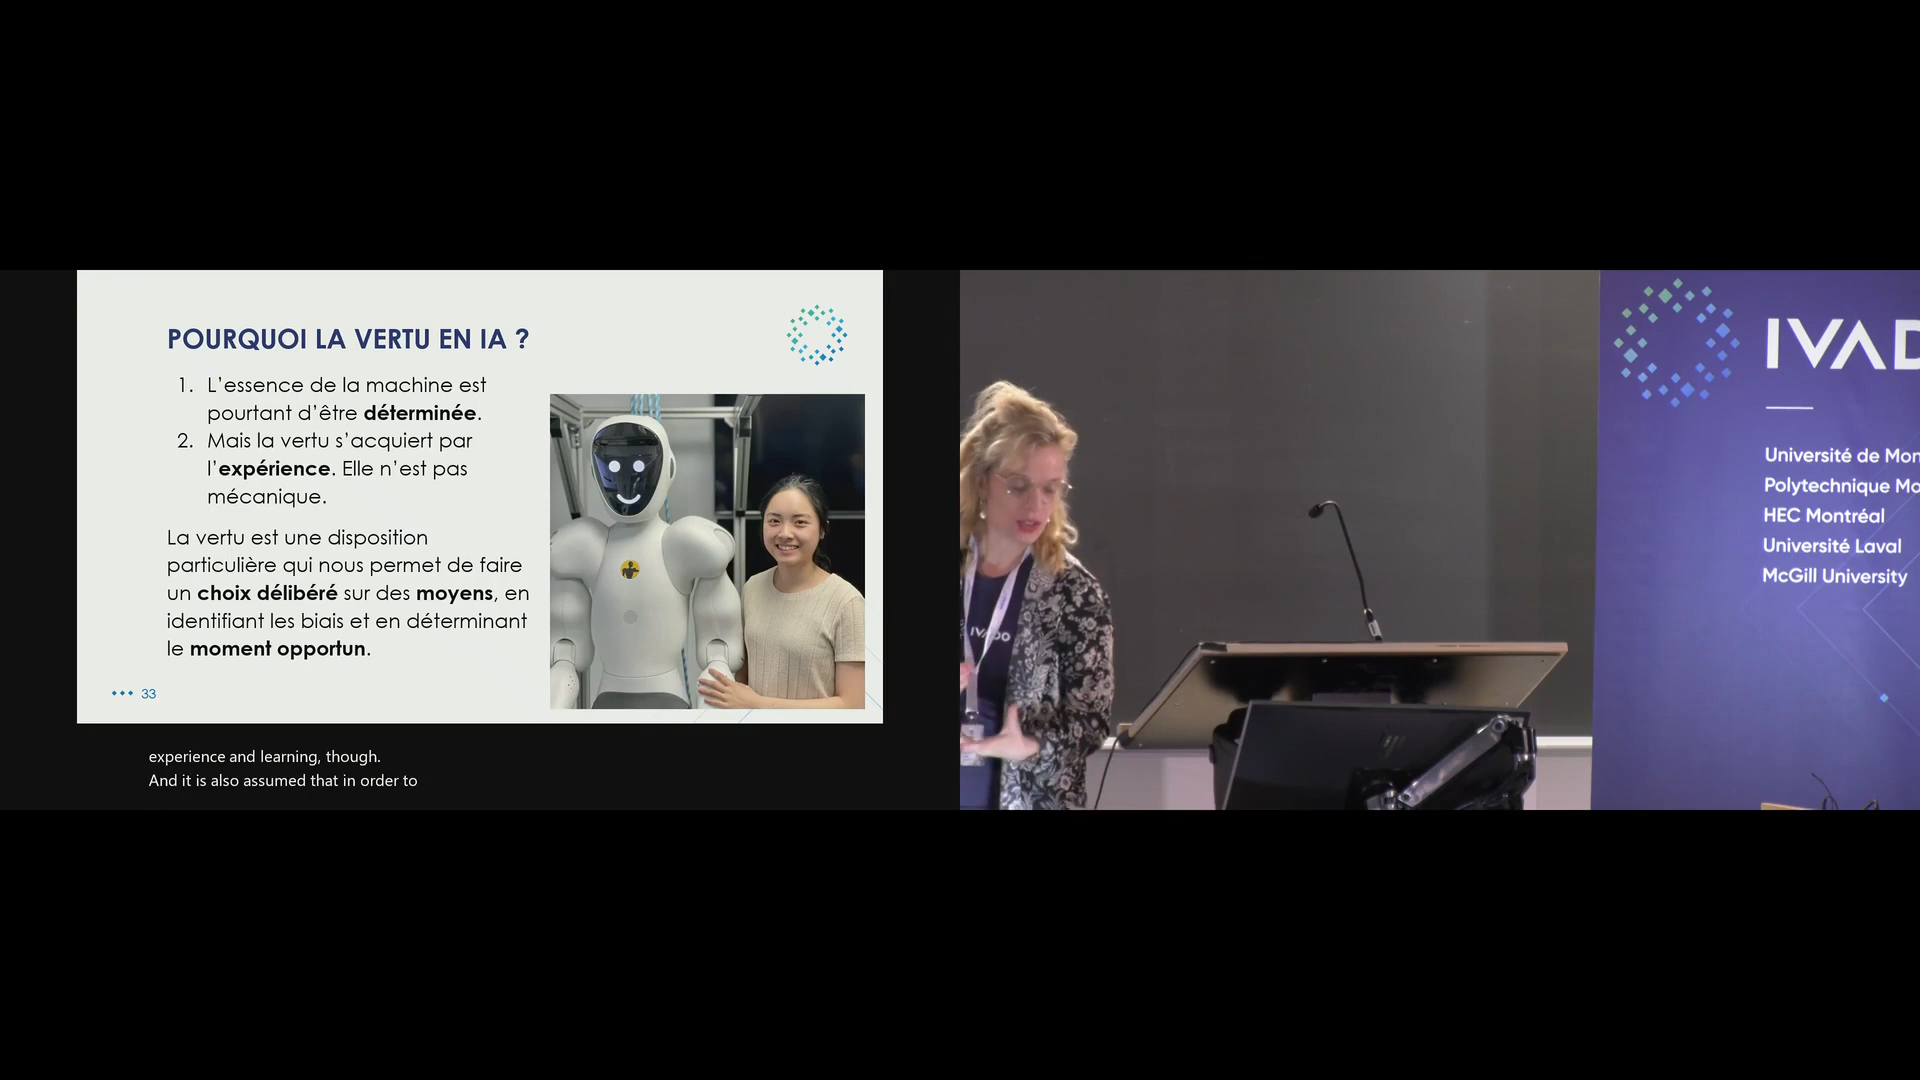 POURQUOI LA VERTU EN IA ?
1. L’essence de la machine est
pourtant d’être déterminée.
2. Mais la vertu s’acquiert par
l’expérience. Elle n’est pas
mécanique.
La vertu est une disposition
particulière qui nous permet de faire
un choix délibéré sur des moyens, en
identifiant les biais et en déterminant
le moment opportun.
33
experience and learning, though.
And it is also assumed that in order to
IVADO
IVAD
Université de Mon
Polytechnique Mo
HEC Montréal
Université Laval
McGill University